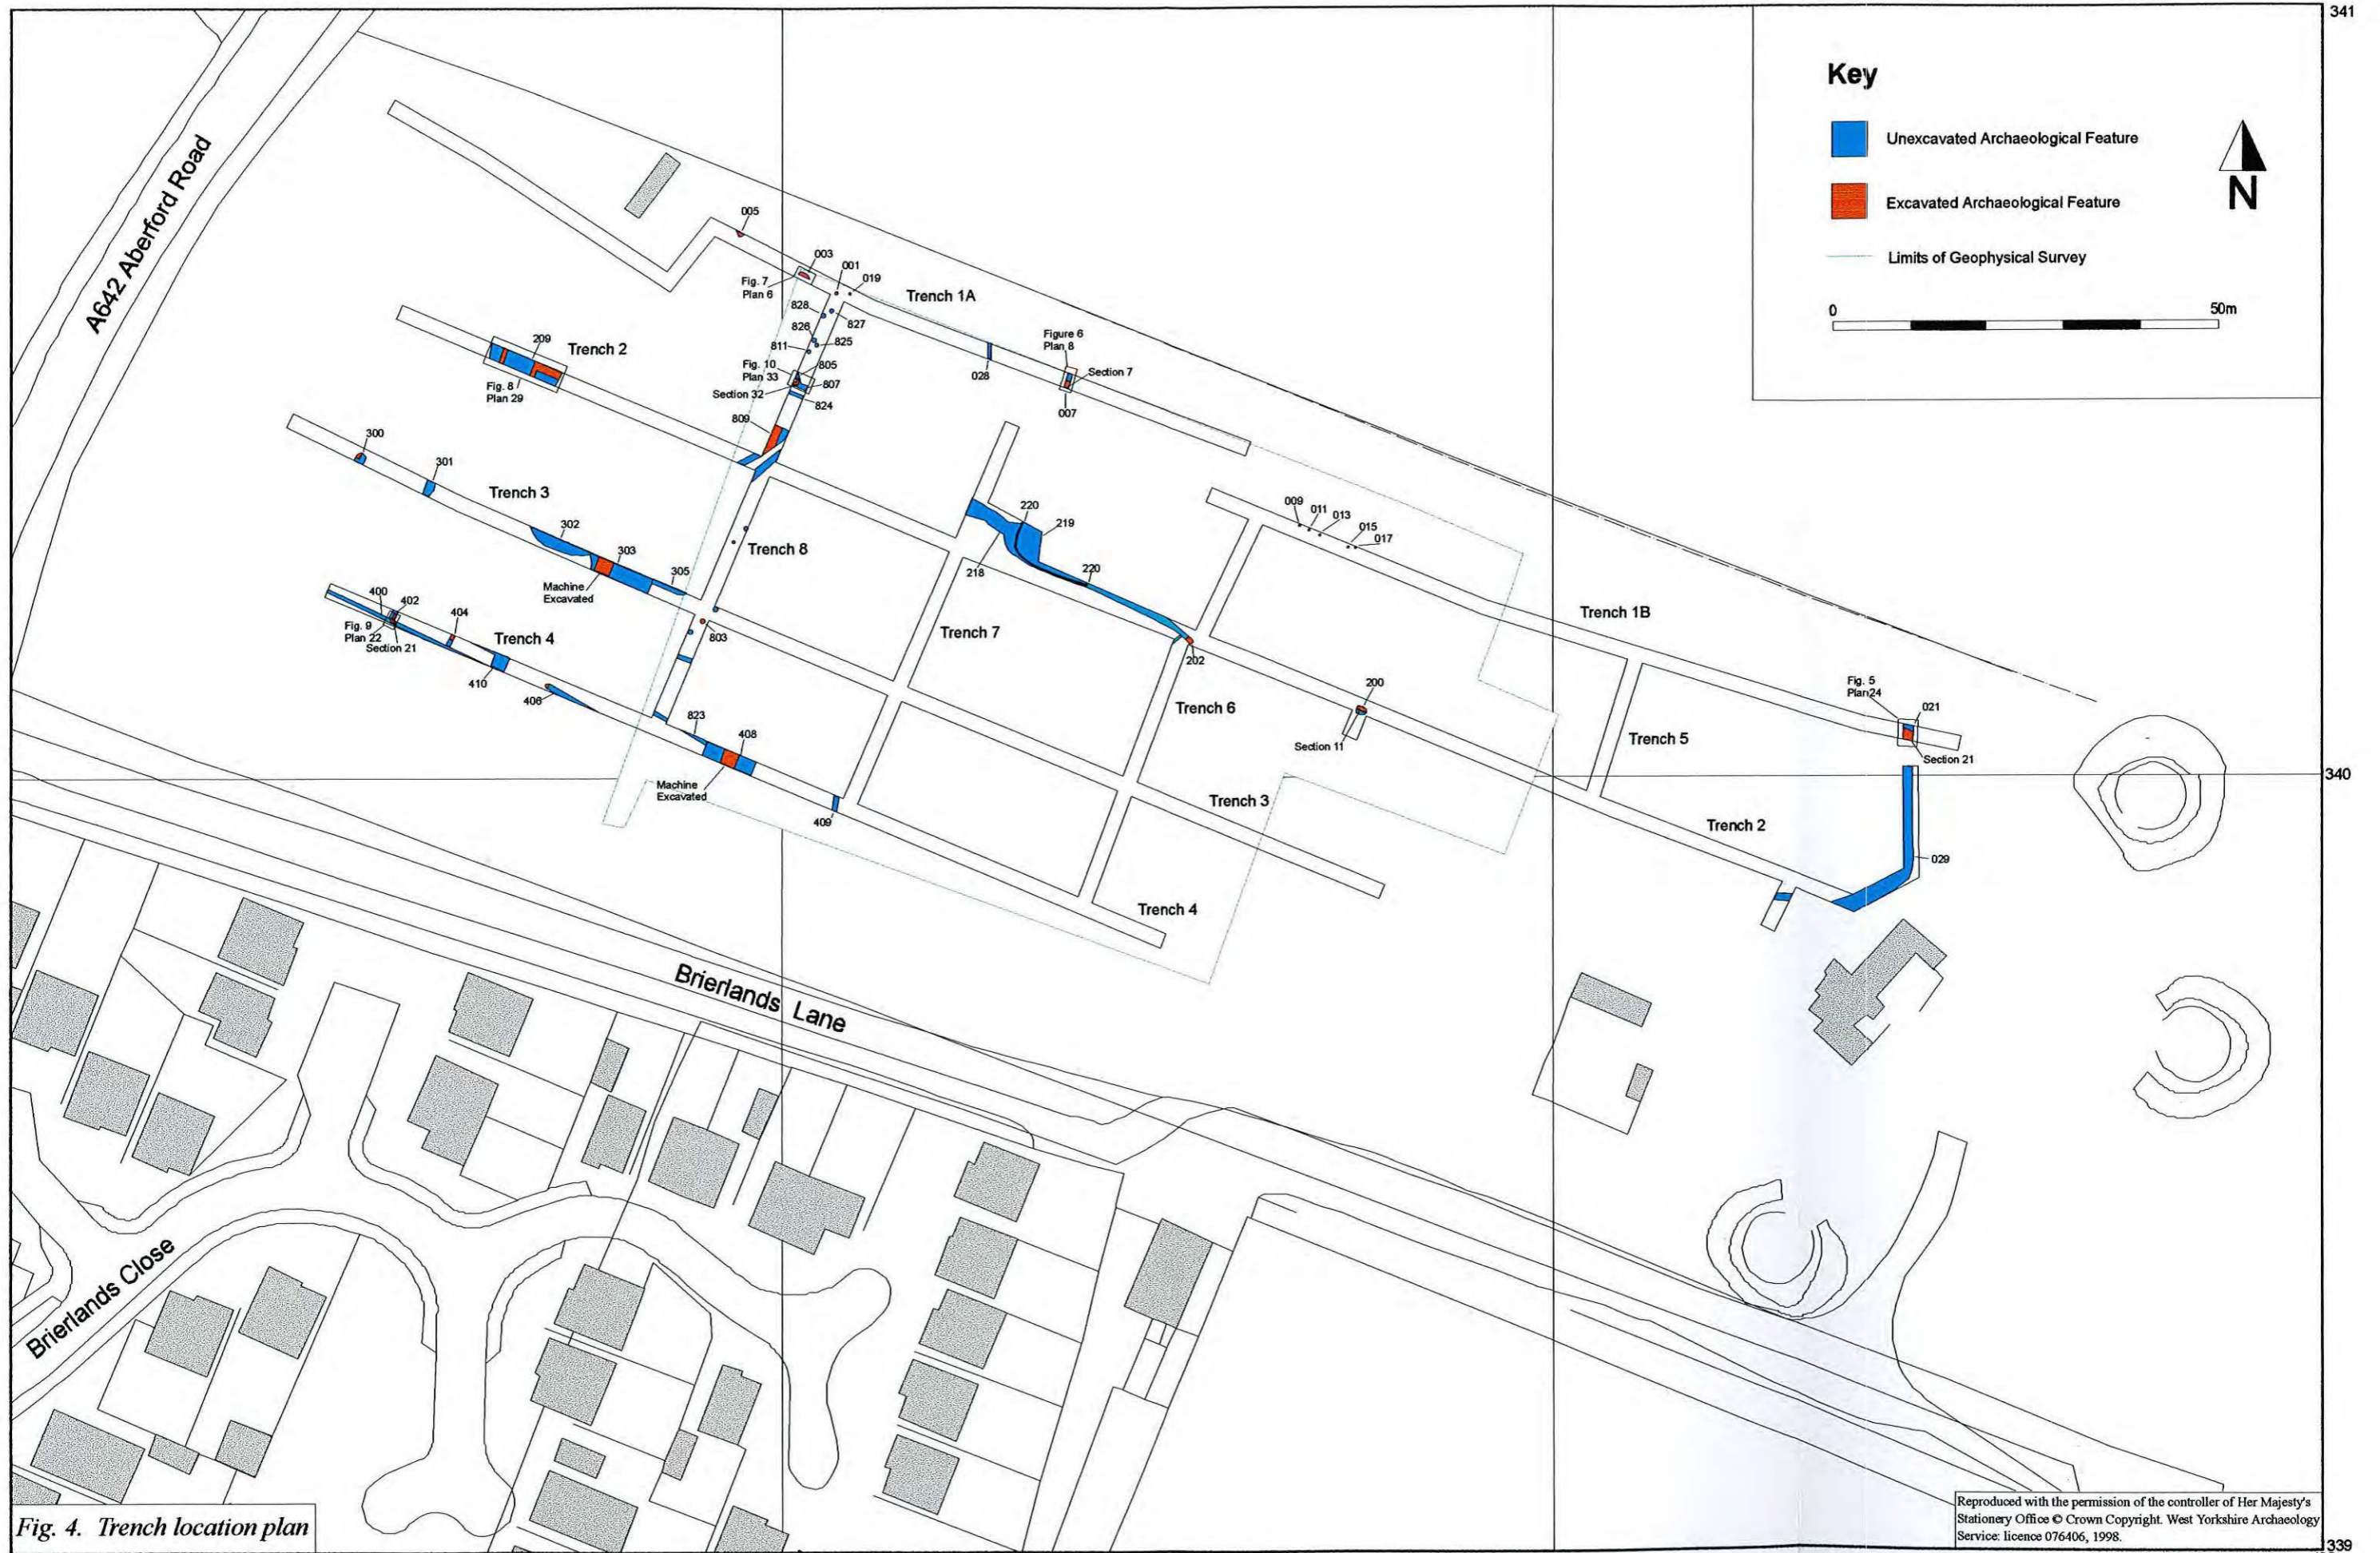 341
Key
Unexcavated Archaeological Feature
Excavated Archaeological Feature
Limits of Geophysical Survey
N
0
50m
A642 Aberford Road
005
003
001
019
Fig. 7
Plan 6
Trench 1A
828
827
826
825
811
Fig. 10
Plan 33
805
807
Section 32
824
809
028
Figure 6
Plan 8
Section 7
007
209
Trench 2
Fig. 8
Plan 29
300
301
Trench 3
302
303
305
Machine
Excavated
Trench 8
803
400
402
404
Fig. 9
Plan 22
Section 21
Trench 4
410
406
823
408
Machine
Excavated
409
220
219
218
220
Trench 7
202
Trench 6
009
011
013
015
017
200
Section 11
Trench 1B
Trench 5
Fig. 5
Plan 24
021
Section 21
340
Trench 3
Trench 2
029
Trench 4
Brierlands Lane
Brierlands Close
Fig. 4. Trench location plan
Reproduced with the permission of the controller of Her Majesty's
Stationery Office © Crown Copyright. West Yorkshire Archaeology
Service: licence 076406, 1998.
339